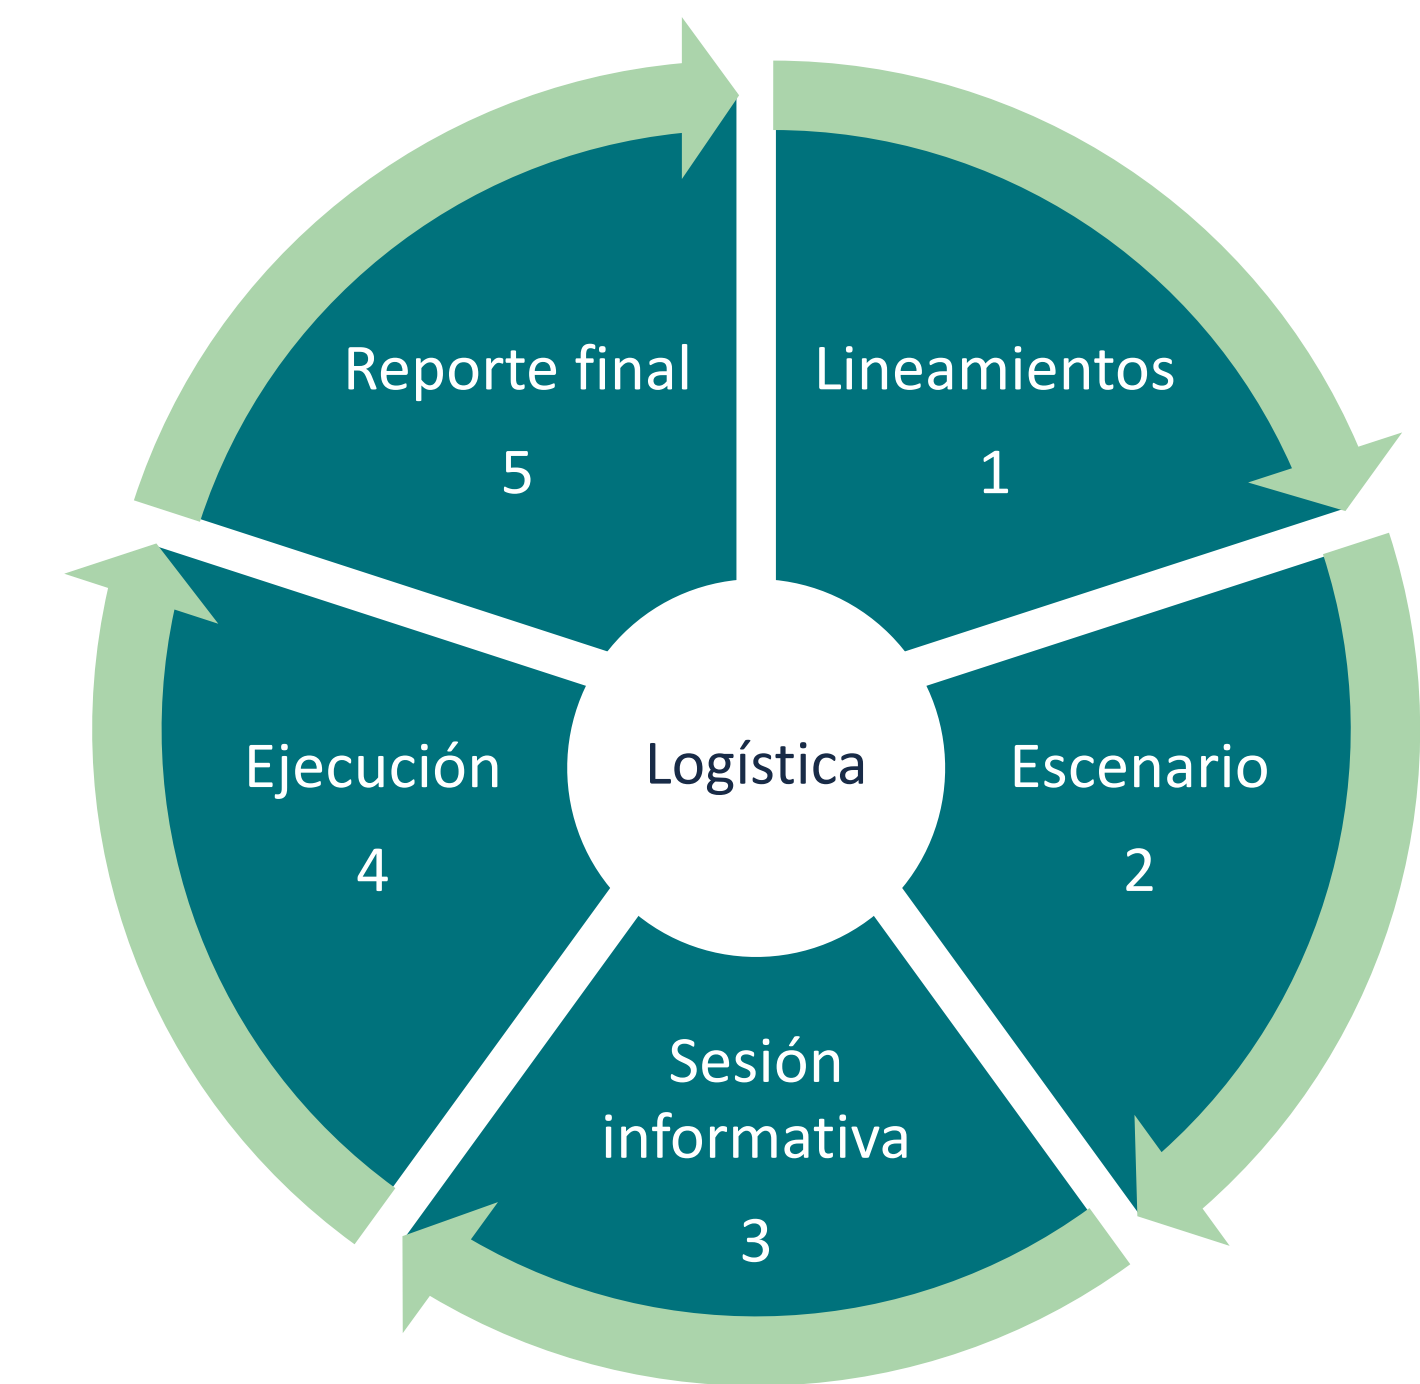 Reporte final
5
Lineamientos
1
Ejecución
4
Logística
Escenario
2
Sesión
informativa
3